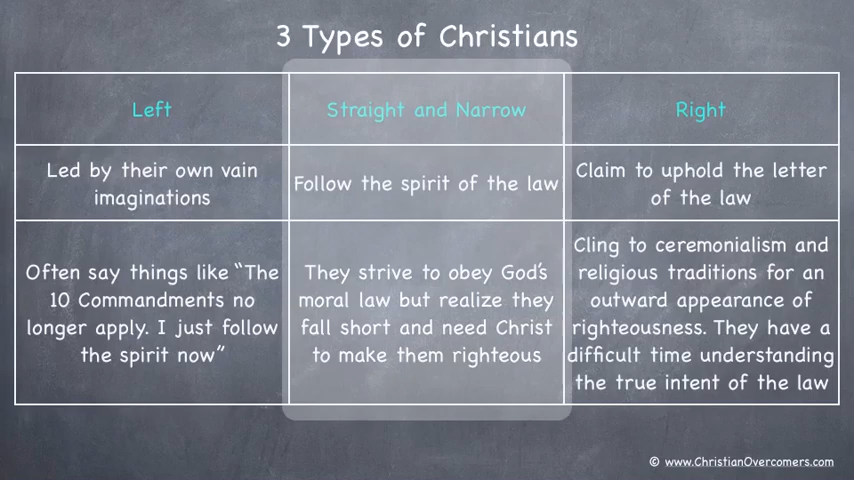 3 Types of Christians
Left
Straight and Narrow
Right
Led by their own vain
imaginations
Follow the spirit of the law
Claim to uphold the letter
of the law
Often say things like “The
10 Commandments no
longer apply. I just follow
the spirit now”
They strive to obey God’s
moral law but realize they
fall short and need Christ
to make them righteous
Cling to ceremonialism and
religious traditions for an
outward appearance of
righteousness. They have a
difficult time understanding
the true intent of the law
© www.ChristianOvercomers.com